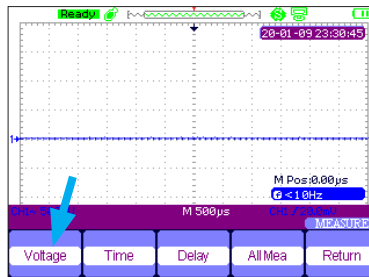 Ready
20-01-09 23:30:45
1
M Pos:0.00μs
<10Hz
M 500μs
MEASURE
Voltage Time Delay All Mea Return